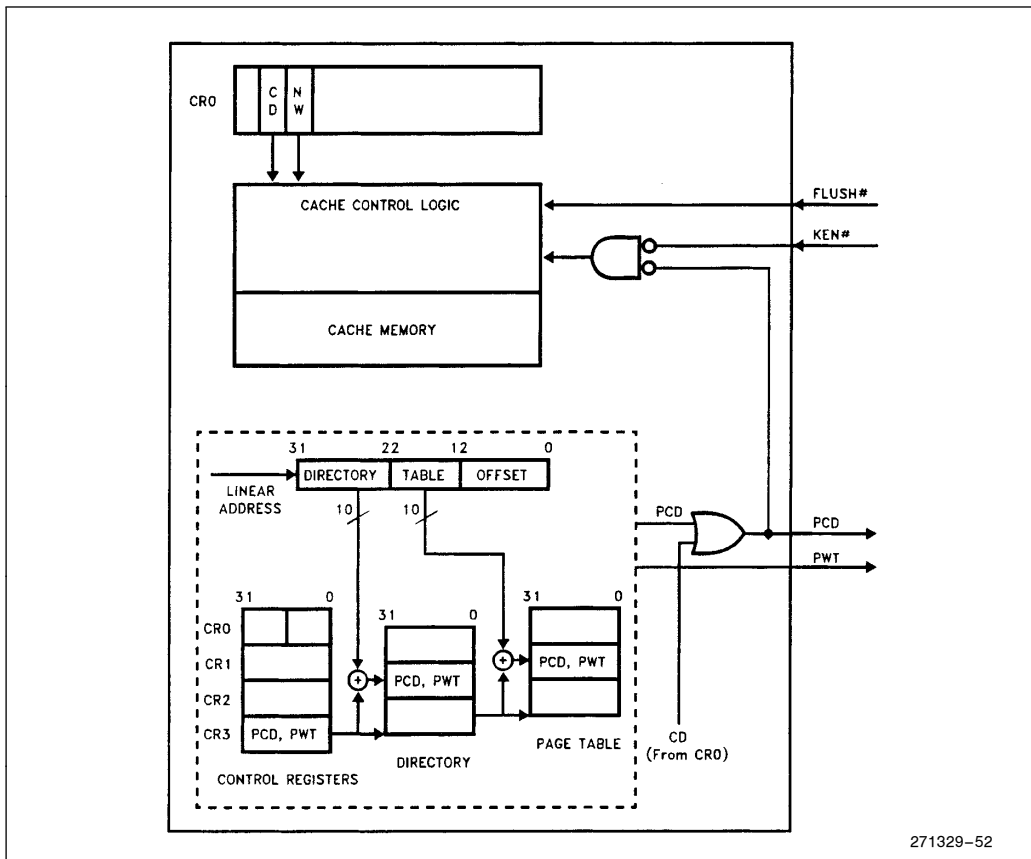 CR0
C D
N W
CACHE CONTROL LOGIC
FLUSH#
KEN#
CACHE MEMORY
31 22 12 0
DIRECTORY TABLE OFFSET
LINEAR ADDRESS
10 10
PCD
PCD
PWT
31 0
31 0
31 0
CR0
CR1
PCD, PWT
PCD, PWT
CR2
CR3 PCD, PWT
CD
(From CR0)
PAGE TABLE
DIRECTORY
CONTROL REGISTERS
271329-52